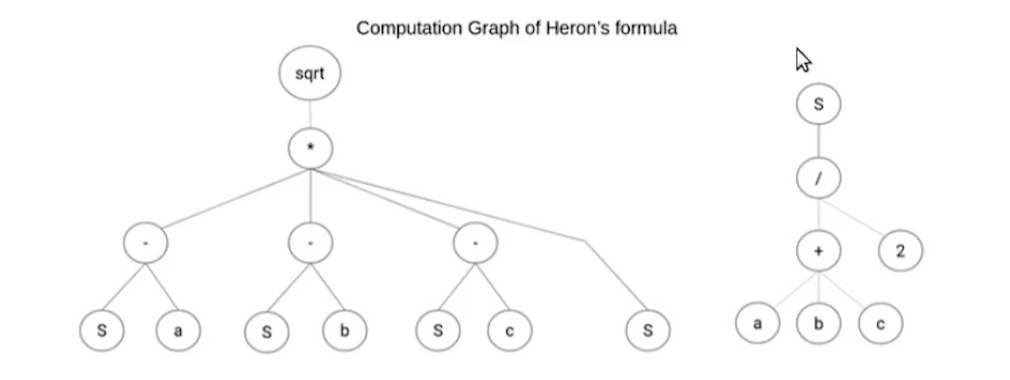 Computation Graph of Heron's formula
sqrt
S
*
/
- - -
+ 2
S a S b S c S
a b c